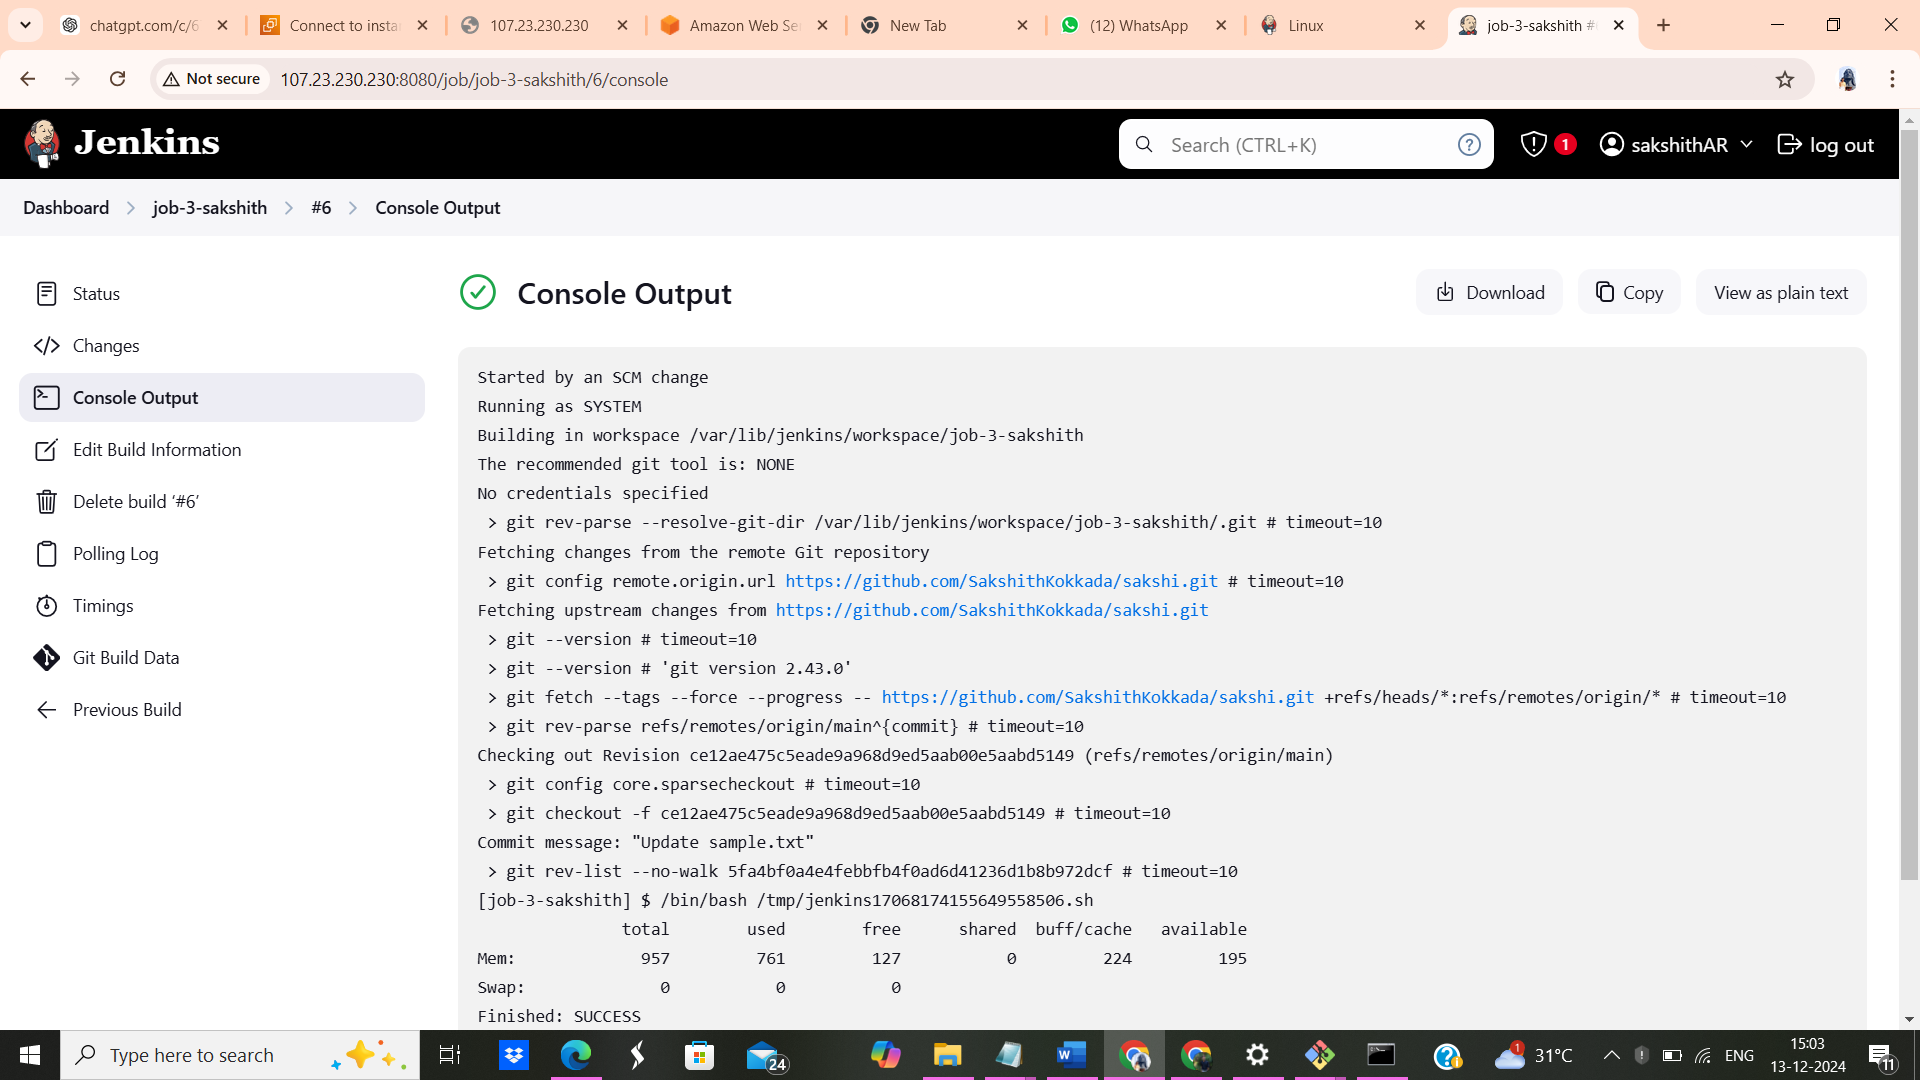 chatgpt.com/c/6
Connect to insta
107.23.230.230
Amazon Web Se
New Tab
(12) WhatsApp
Linux
job-3-sakshith #
Not secure
107.23.230.230:8080/job/job-3-sakshith/6/console
Jenkins
Search (CTRL+K)
?
1
sakshithAR
log out
Dashboard
job-3-sakshith
#6
Console Output
Status
Changes
Console Output
Edit Build Information
Delete build ‘#6’
Polling Log
Timings
Git Build Data
Previous Build
Console Output
Download
Copy
View as plain text
Started by an SCM change
Running as SYSTEM
Building in workspace /var/lib/jenkins/workspace/job-3-sakshith
The recommended git tool is: NONE
No credentials specified
> git rev-parse --resolve-git-dir /var/lib/jenkins/workspace/job-3-sakshith/.git # timeout=10
Fetching changes from the remote Git repository
> git config remote.origin.url https://github.com/SakshithKokkada/sakshi.git # timeout=10
Fetching upstream changes from https://github.com/SakshithKokkada/sakshi.git
> git --version # timeout=10
> git --version # 'git version 2.43.0'
> git fetch --tags --force --progress -- https://github.com/SakshithKokkada/sakshi.git +refs/heads/*:refs/remotes/origin/* # timeout=10
> git rev-parse refs/remotes/origin/main^{commit} # timeout=10
Checking out Revision ce12ae475c5eade9a968d9ed5aab00e5aabd5149 (refs/remotes/origin/main)
> git config core.sparsecheckout # timeout=10
> git checkout -f ce12ae475c5eade9a968d9ed5aab00e5aabd5149 # timeout=10
Commit message: "Update sample.txt"
> git rev-list --no-walk 5fa4bf0a4e4febbfb4f0ad6d41236d1b8b972dcf # timeout=10
[job-3-sakshith] $ /bin/bash /tmp/jenkins17068174155649558506.sh
total used free shared buff/cache available
Mem: 957 761 127 0 224 195
Swap: 0 0 0
Finished: SUCCESS
Type here to search
24
1
31°C
ENG
15:03
13-12-2024
11